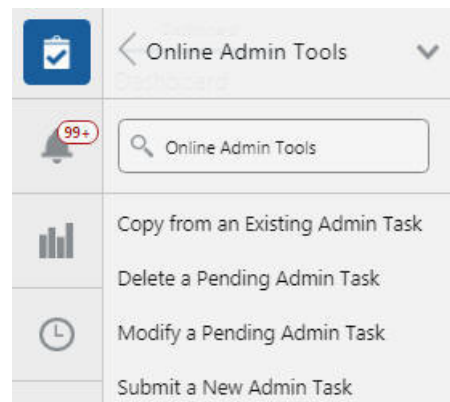 Online Admin Tools
99+
Online Admin Tools
Copy from an Existing Admin Task
Delete a Pending Admin Task
Modify a Pending Admin Task
Submit a New Admin Task